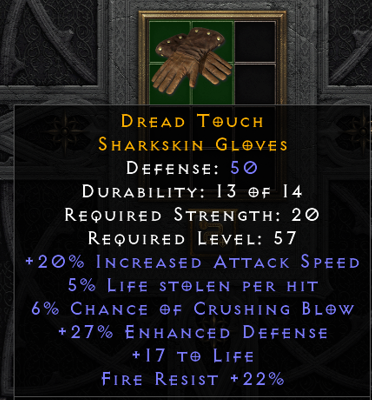 Dread Touch
Sharkskin Gloves
Defense: 50
Durability: 13 of 14
Required Strength: 20
Required Level: 57
+20% Increased Attack Speed
5% Life stolen per hit
6% Chance of Crushing Blow
+27% Enhanced Defense
+17 to Life
Fire Resist +22%